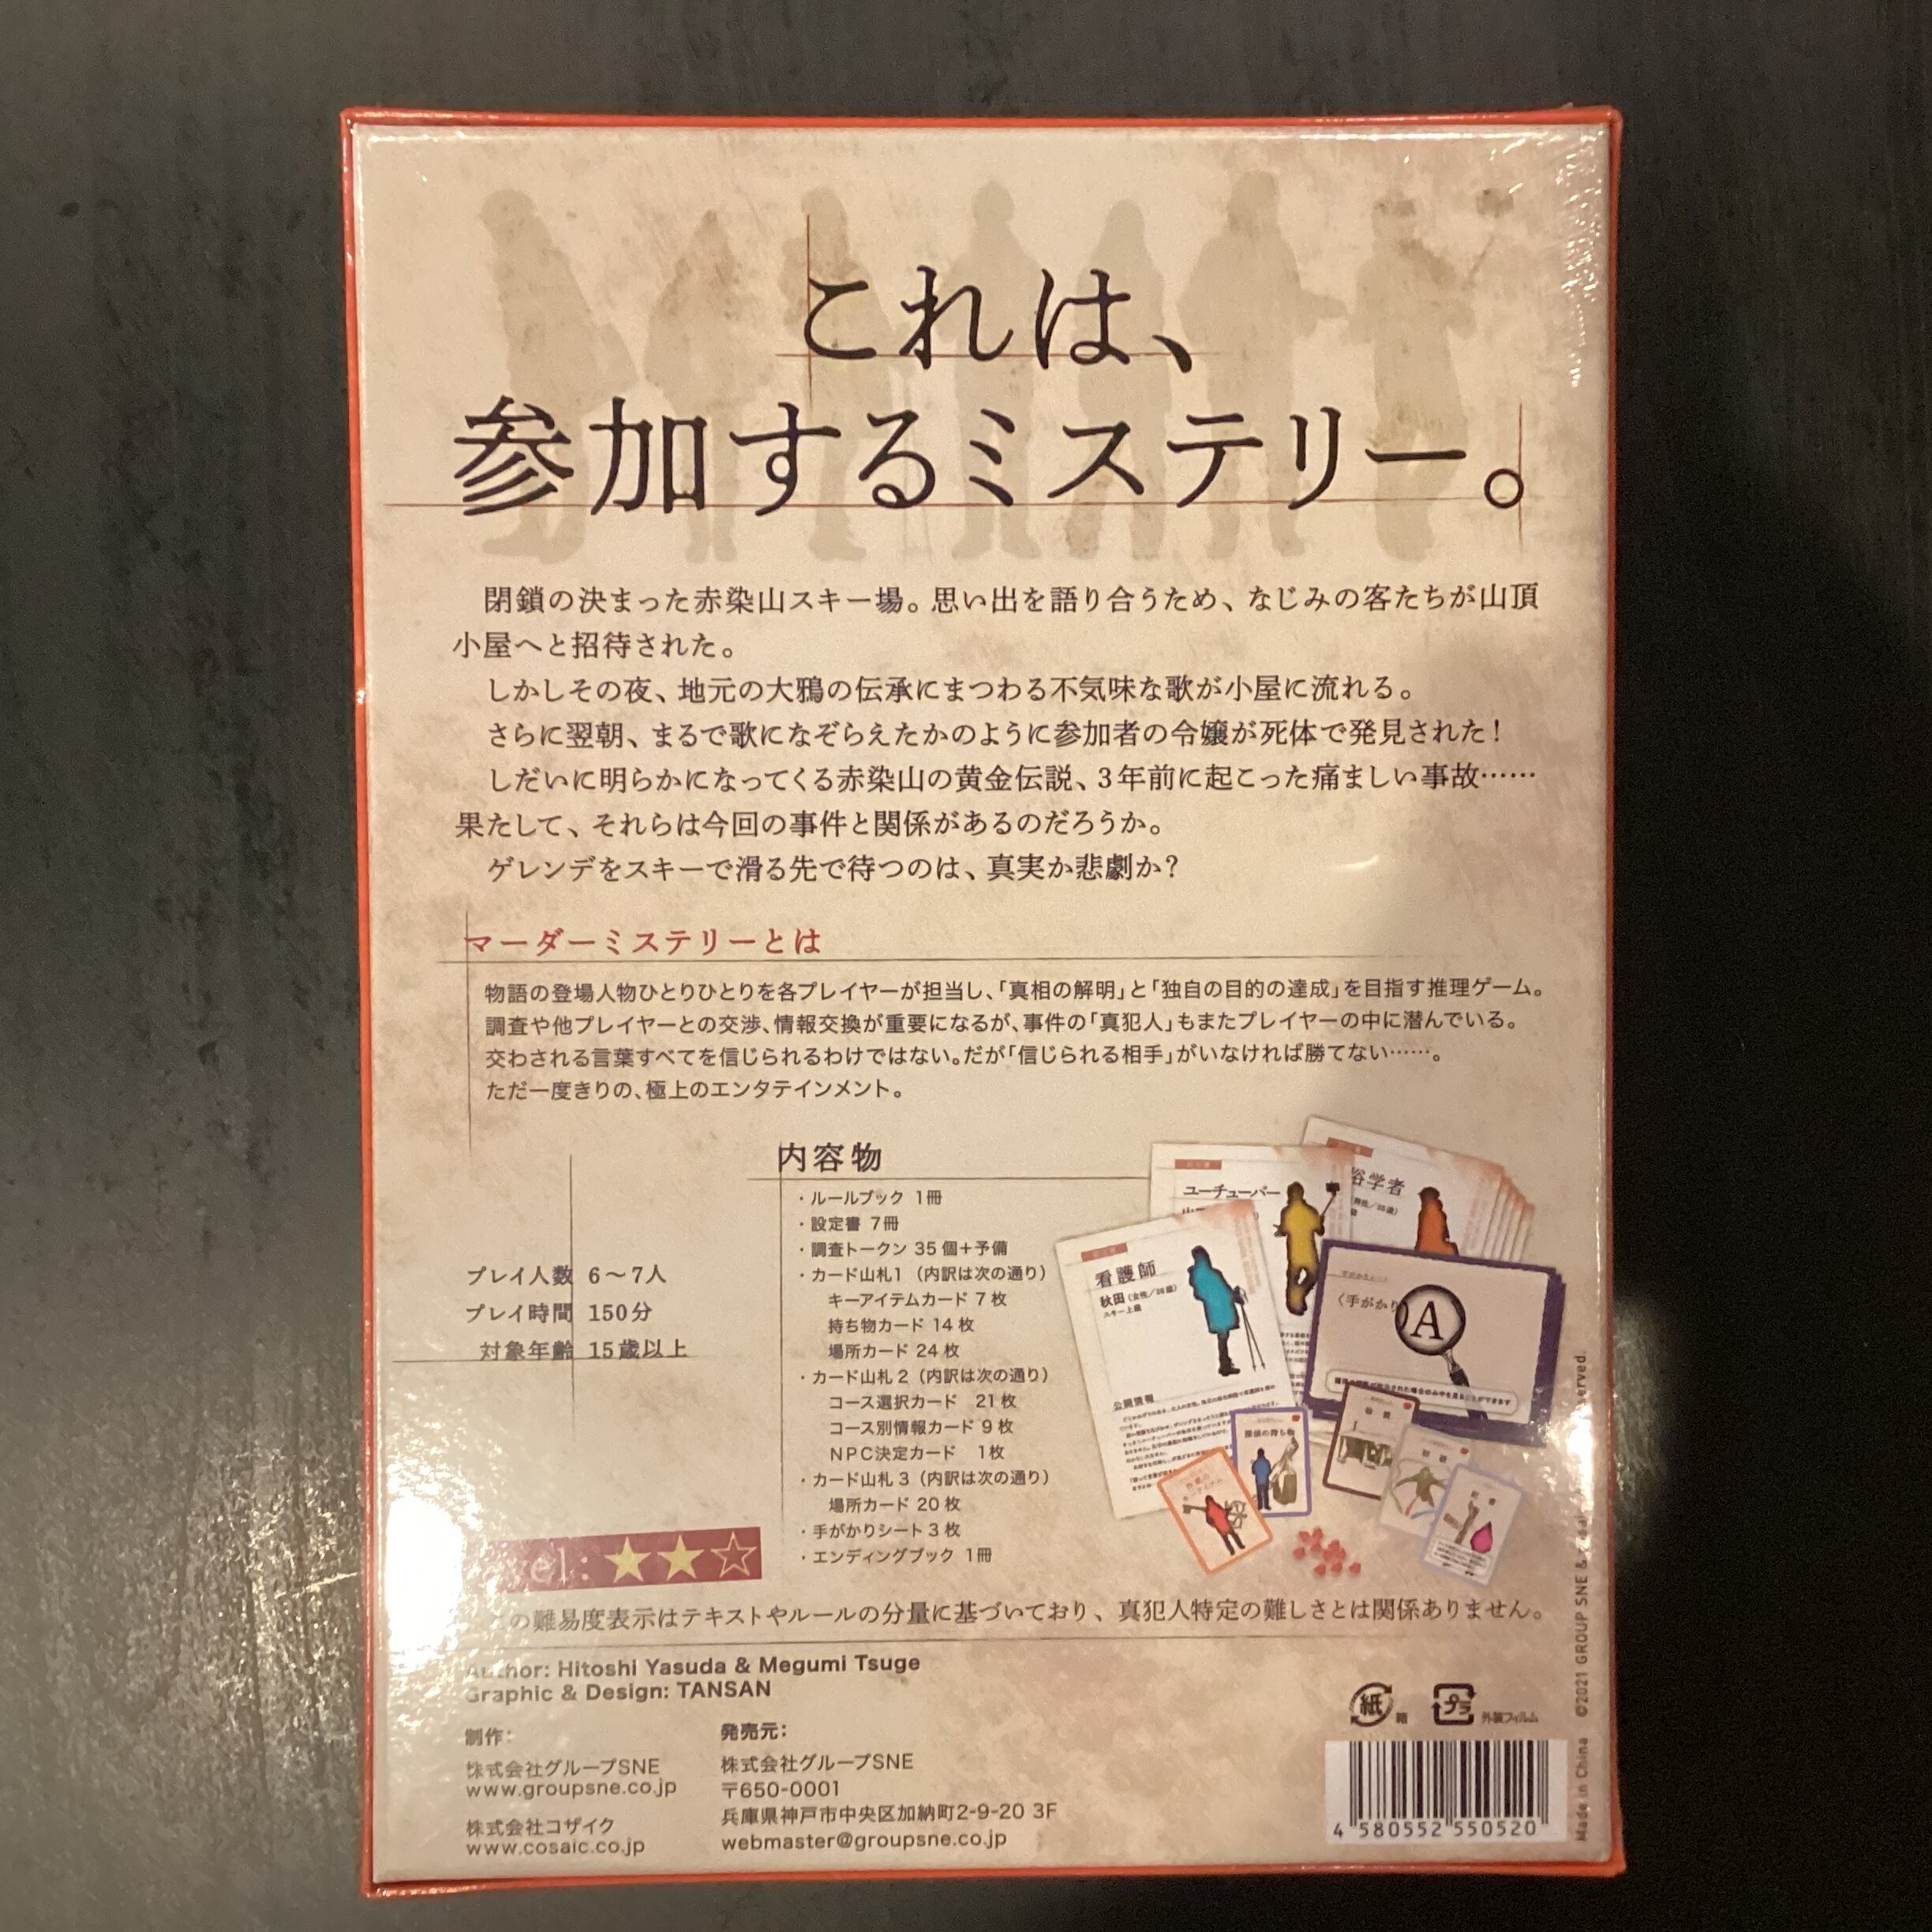 これは、
参加するミステリー。
閉鎖の決まった赤染山スキー場。思い出を語り合うため、なじみの客たちが山頂
小屋へと招待された。
しかしその夜、地元の大鴉の伝承にまつわる不気味な歌が小屋に流れる。
さらに翌朝、まるで歌になぞらえたかのように参加者の令嬢が死体で発見された!
しだいに明らかになってくる赤染山の黄金伝説、3年前に起こった痛ましい事故……
果たして、それらは今回の事件と関係があるのだろうか。
ゲレンデをスキーで滑る先で待つのは、真実か悲劇か?
マーダーミステリーとは
物語の登場人物ひとりひとりを各プレイヤーが担当し、「真相の解明」と「独自の目的の達成」を目指す推理ゲーム。
調査や他プレイヤーとの交渉、情報交換が重要になるが、事件の「真犯人」もまたプレイヤーの中に潜んでいる。
交わされる言葉すべてを信じられるわけではない。だが「信じられる相手」がいなければ勝てない……。
ただ一度きりの、極上のエンタテインメント。
プレイ人数 6〜7人
プレイ時間 150分
対象年齢 15歳以上
内容物
・ルールブック 1冊
・設定書 7冊
・調査トークン 35個+予備
・カード山札1(内訳は次の通り)
キーアイテムカード 7枚
持ち物カード 14枚
場所カード 24枚
・カード山札2(内訳は次の通り)
コース選択カード 21枚
コース別情報カード 9枚
NPC決定カード 1枚
・カード山札3(内訳は次の通り)
場所カード 20枚
・手がかりシート3枚
・エンディングブック 1冊
ユーチューバー
俗学者
看護師
秋田(女性/28歳)
スキー上級
公開情報
〈手がかり
A
探偵の持ち物
el: ★★☆
の難易度表示はテキストやルールの分量に基づいており、真犯人特定の難しさとは関係ありません。
Author: Hitoshi Yasuda & Megumi Tsuge
Graphic & Design: TANSAN
制作:
株式会社グループSNE
www.groupsne.co.jp
株式会社コザイク
www.cosaic.co.jp
発売元:
株式会社グループSNE
〒650-0001
兵庫県神戸市中央区加納町2-9-20 3F
webmaster@groupsne.co.jp
紙 箱
プラ 外装フィルム
4 580552 550520
Made in China ©2021 GROUP SNE &